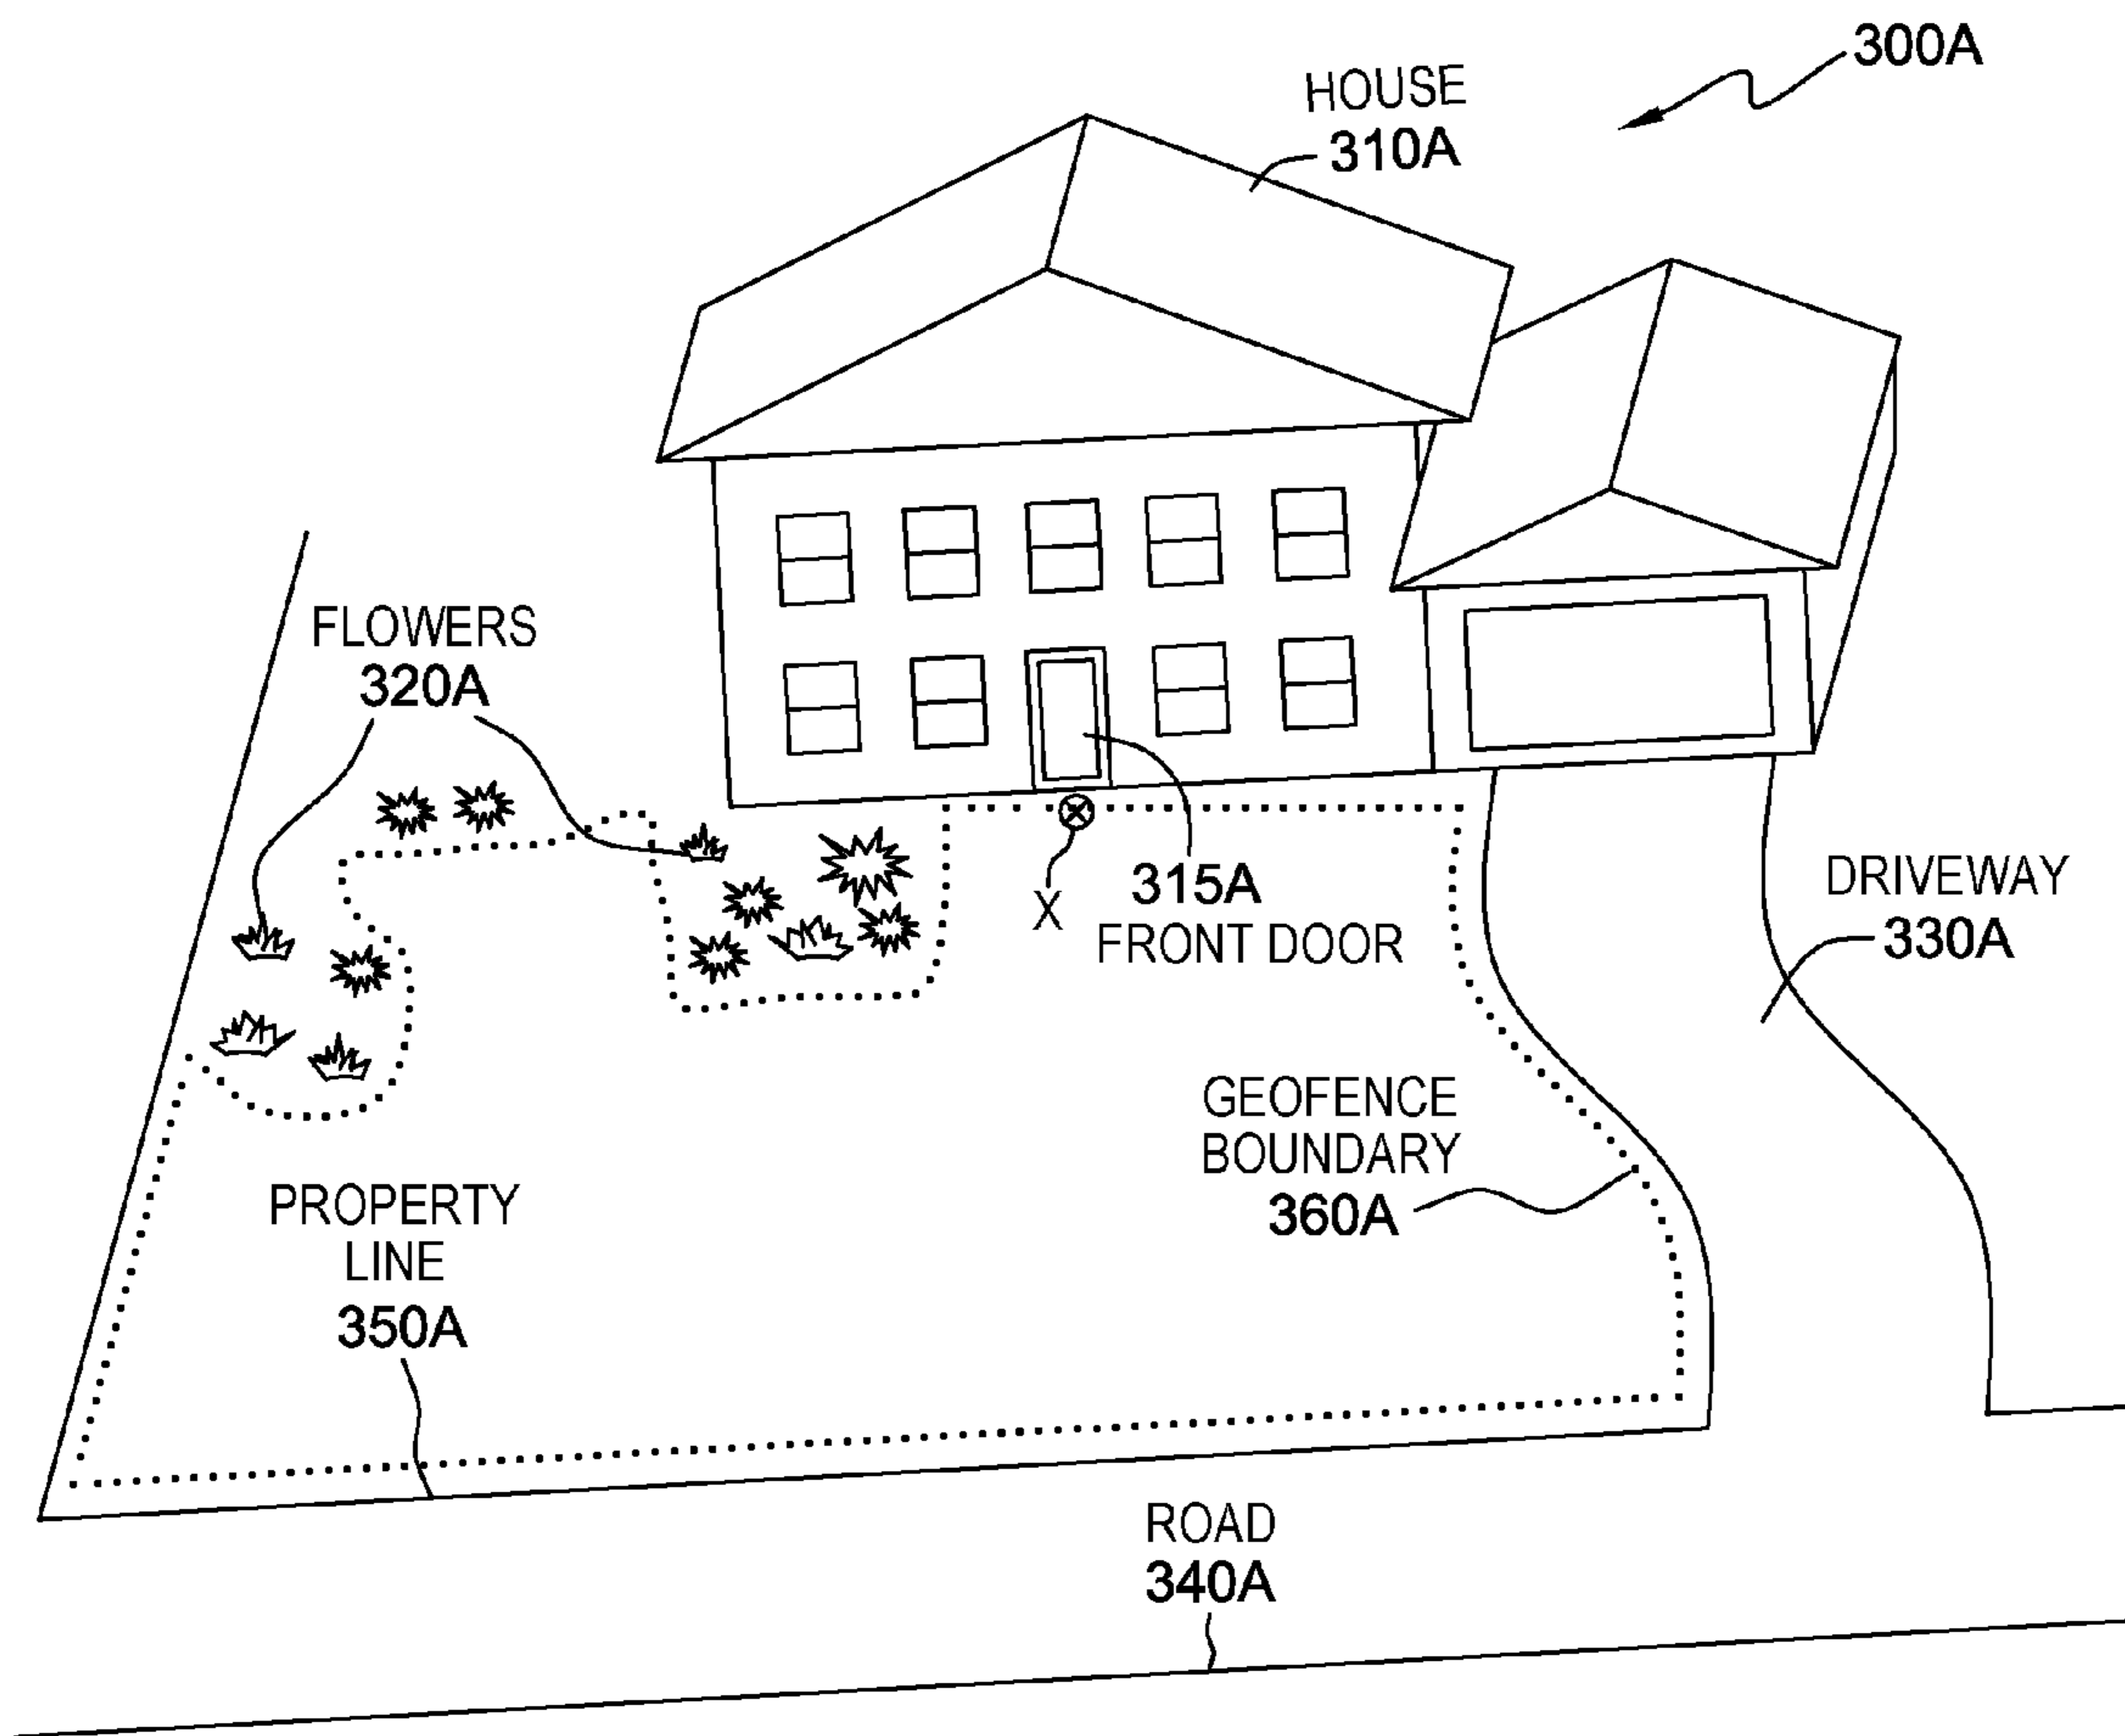 300A
HOUSE
310A
FLOWERS
320A
X
315A
FRONT DOOR
DRIVEWAY
330A
GEOFENCE
BOUNDARY
360A
PROPERTY
LINE
350A
ROAD
340A